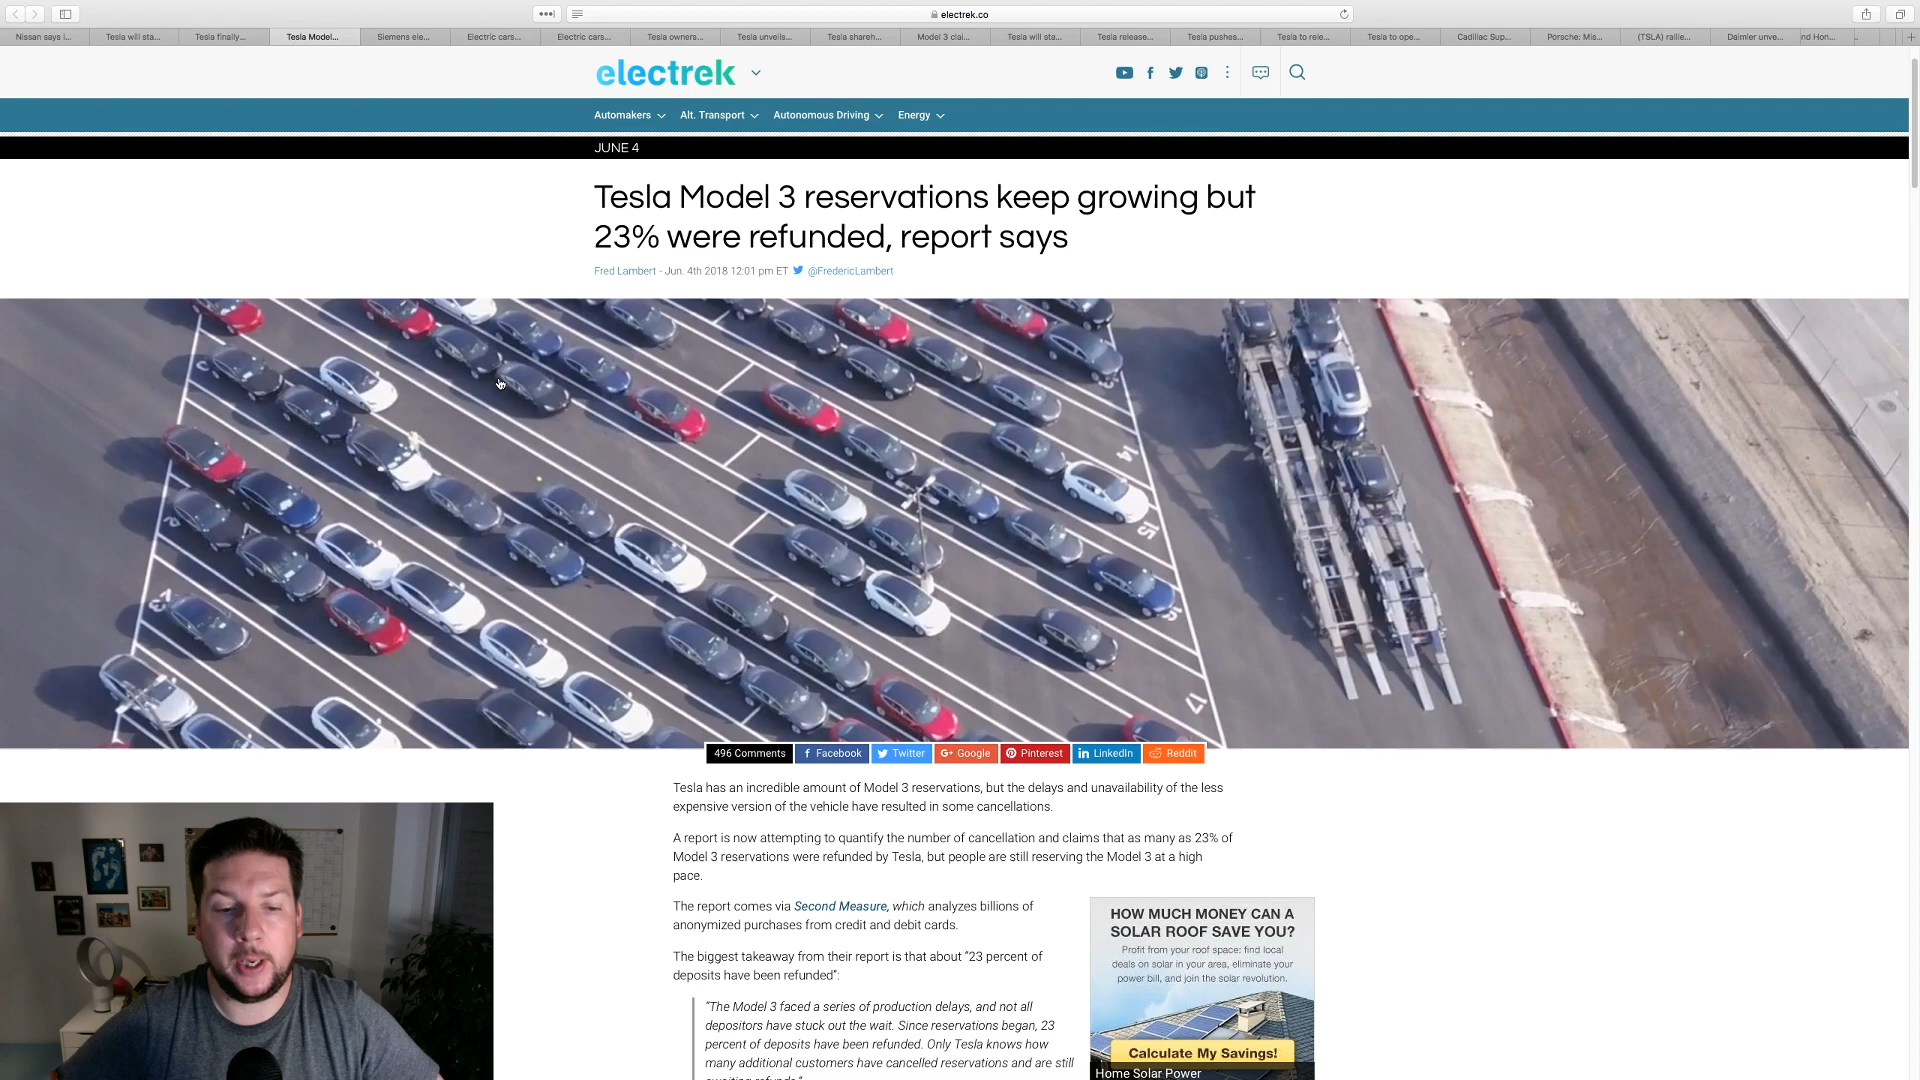 electrek.co
Nissan says i...
Tesla will sta...
Tesla finally...
Tesla Model...
Siemens ele...
Electric cars...
Electric cars...
Tesla owners...
Tesla unveils...
Tesla shareh...
Model 3 clai...
Tesla will sta...
Tesla release...
Tesla pushes...
Tesla to rele...
Tesla to ope...
Cadillac Sup...
Porsche: Mis...
(TSLA) rallie...
Daimler unve...
nd Hon...
electrek
Automakers
Alt. Transport
Autonomous Driving
Energy
JUNE 4
Tesla Model 3 reservations keep growing but
23% were refunded, report says
Fred Lambert - Jun. 4th 2018 12:01 pm ET @FredericLambert
14
15
16
17
496 Comments
Facebook
Twitter
G+ Google
Pinterest
in LinkedIn
Reddit
Tesla has an incredible amount of Model 3 reservations, but the delays and unavailability of the less
expensive version of the vehicle have resulted in some cancellations.
A report is now attempting to quantify the number of cancellation and claims that as many as 23% of
Model 3 reservations were refunded by Tesla, but people are still reserving the Model 3 at a high
pace.
The report comes via Second Measure, which analyzes billions of
anonymized purchases from credit and debit cards.
The biggest takeaway from their report is that about "23 percent of
deposits have been refunded":
"The Model 3 faced a series of production delays, and not all
depositors have stuck out the wait. Since reservations began, 23
percent of deposits have been refunded. Only Tesla knows how
many additional customers have cancelled reservations and are still
awaiting refunds."
HOW MUCH MONEY CAN A
SOLAR ROOF SAVE YOU?
Profit from your roof space: find local
deals on solar in your area, eliminate your
power bill, and join the solar revolution.
Calculate My Savings!
Home Solar Power